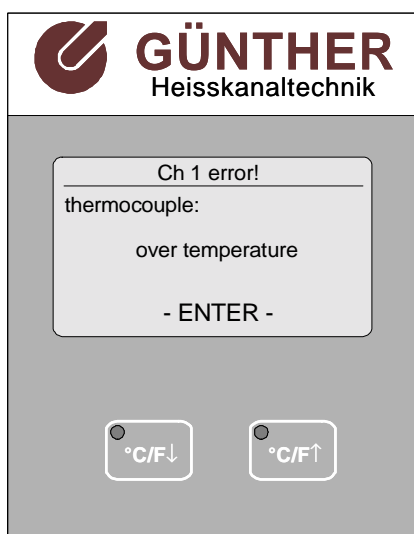 GÜNTHER
Heisskanaltechnik
Ch 1 error!
thermocouple:
over temperature
- ENTER -
°C/F↓ °C/F↑